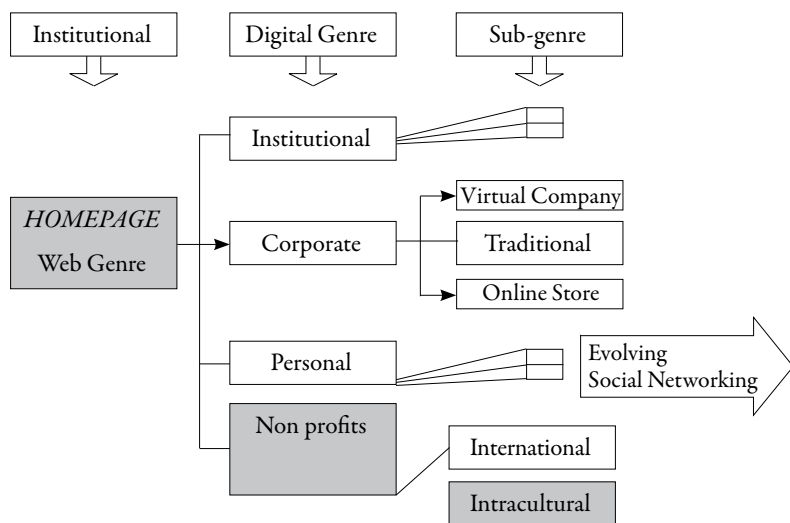 Institutional
Digital Genre
Sub-genre
Institutional
HOMEPAGE
Web Genre
Corporate
Virtual Company
Traditional
Online Store
Personal
Evolving
Social Networking
Non profits
International
Intracultural